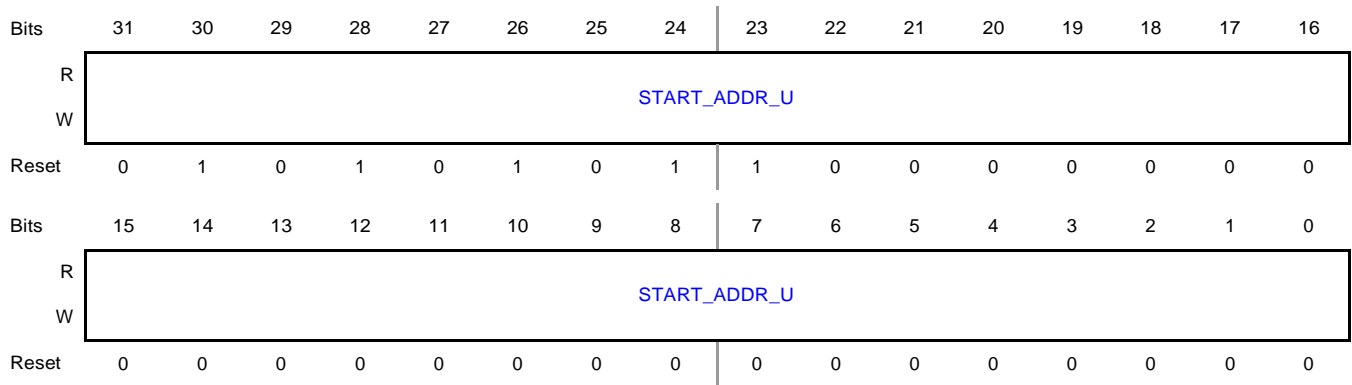 Bits 31 30 29 28 27 26 25 24 23 22 21 20 19 18 17 16
R
START_ADDR_U
W
Reset 0 1 0 1 0 1 0 1 1 0 0 0 0 0 0 0
Bits 15 14 13 12 11 10 9 8 7 6 5 4 3 2 1 0
R
START_ADDR_U
W
Reset 0 0 0 0 0 0 0 0 0 0 0 0 0 0 0 0